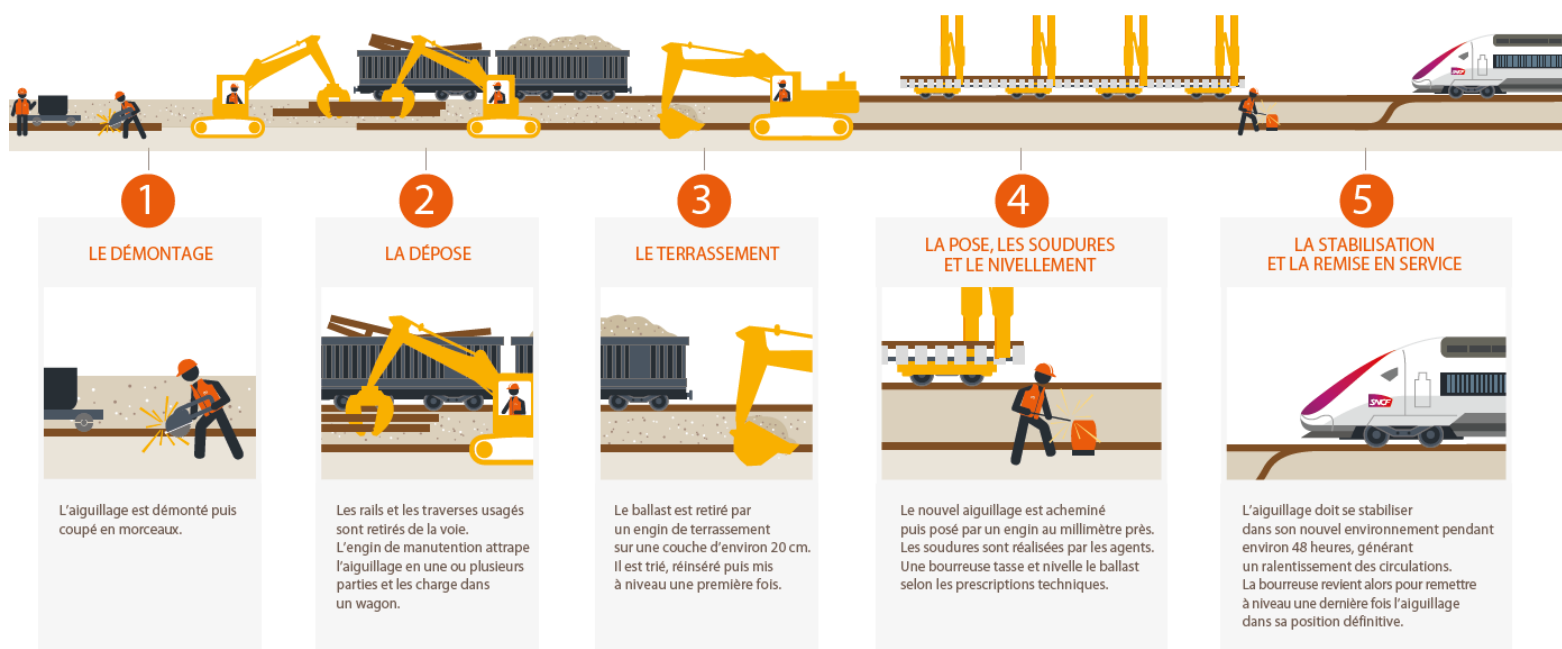 SNCF
1
LE DÉMONTAGE
L'aiguillage est démonté puis
coupé en morceaux.
2
LA DÉPOSE
Les rails et les traverses usagés
sont retirés de la voie.
L'engin de manutention attrape
l'aiguillage en une ou plusieurs
parties et les charge dans
un wagon.
3
LE TERRASSEMENT
Le ballast est retiré par
un engin de terrassement
sur une couche d'environ 20 cm.
Il est trié, réinséré puis mis
à niveau une première fois.
4
LA POSE, LES SOUDURES
ET LE NIVELLEMENT
Le nouvel aiguillage est acheminé
puis posé par un engin au millimètre près.
Les soudures sont réalisées par les agents.
Une bourreuse tasse et nivelle le ballast
selon les prescriptions techniques.
5
LA STABILISATION
ET LA REMISE EN SERVICE
SNCF
L'aiguillage doit se stabiliser
dans son nouvel environnement pendant
environ 48 heures, générant
un ralentissement des circulations.
La bourreuse revient alors pour remettre
à niveau une dernière fois l'aiguillage
dans sa position définitive.